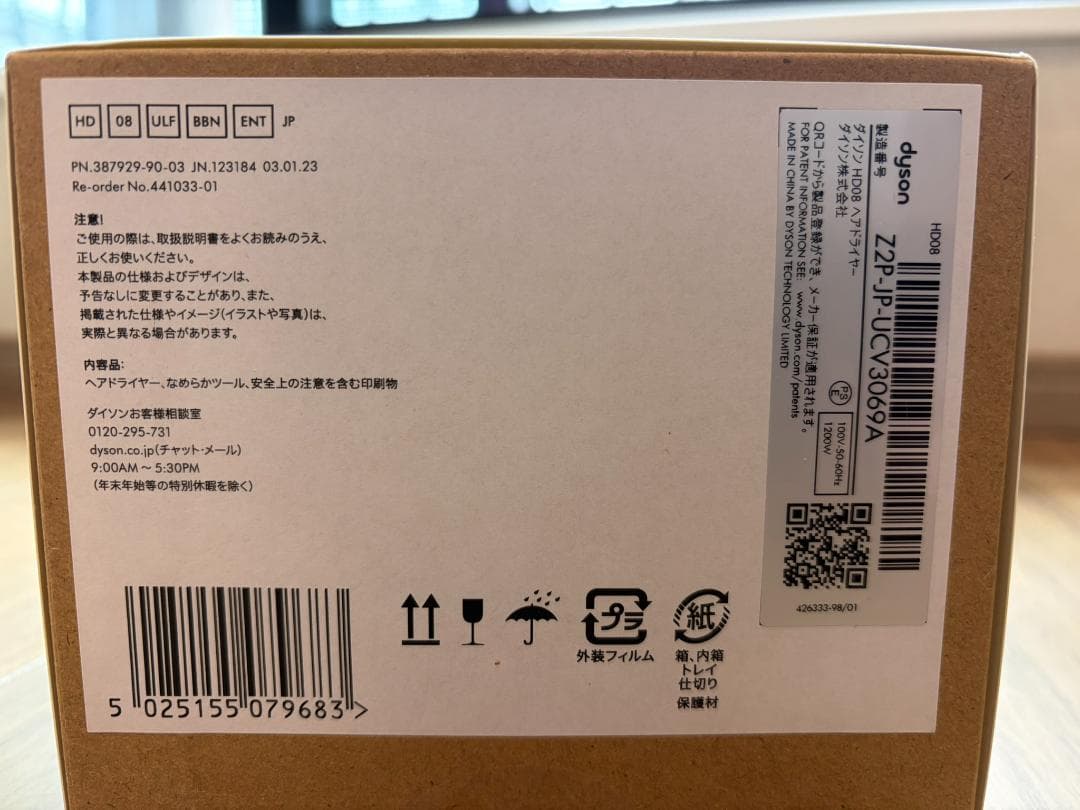 HD 08 ULF BBN ENT JP
PN.387929-90-03 JN.123184 03.01.23
Re-order No.441033-01
注意!
ご使用の際は、取扱説明書をよくお読みのうえ、
正しくお使いください。
本製品の仕様およびデザインは、
予告なしに変更することがあり、また、
掲載された仕様やイメージ(イラストや写真)は、
実際と異なる場合があります。
内容品:
ヘアドライヤー、なめらかツール、安全上の注意を含む印刷物
ダイソンお客様相談室
0120-295-731
dyson.co.jp(チャット・メール)
9:00AM ～ 5:30PM
(年末年始等の特別休暇を除く)
5 025155 079683 >
プラ
外装フィルム
紙
箱、内箱
トレイ
仕切り
保護材
dyson
HD08
製造番号
Z2P-JP-UCV3069A
ダイソン HD08 ヘアドライヤー
ダイソン株式会社
PSE
100V~50-60Hz
1200W
QRコードから製品登録ができ、メーカー保証が適用されます。
FOR PATENT INFORMATION SEE: www.dyson.com/patents
MADE IN CHINA BY DYSON TECHNOLOGY LIMITED
426333-98/01